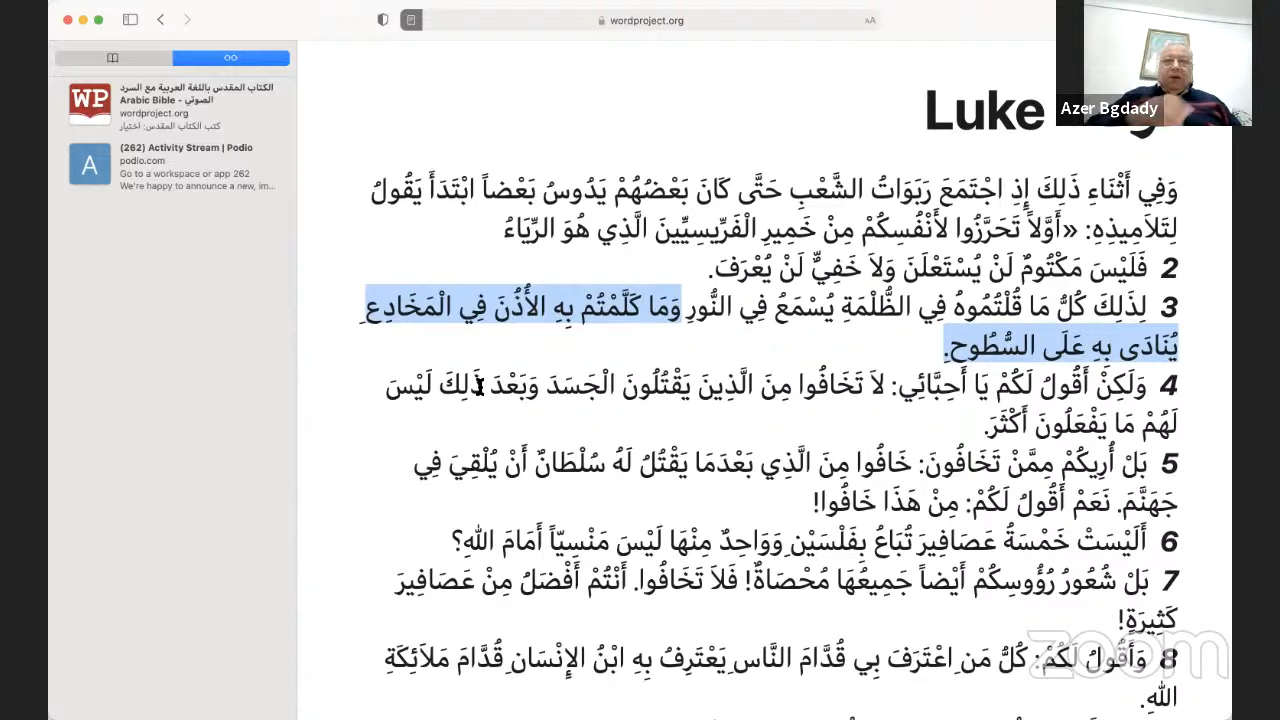 wordproject.org
AA
WP
الكتاب المقدس باللغة العربية مع السرد
الصوتي - Arabic Bible
wordproject.org
كتب الكتاب المقدس: اختيار
A
(262) Activity Stream | Podio
podio.com
Go to a workspace or app 262
We're happy to announce a new, im...
Azer Bgdady
Luke
وَفِي أَثْنَاءِ ذَلِكَ إِذِ اجْتَمَعَ رَبَوَاتُ الشَّعْبِ حَتَّى كَانَ بَعْضُهُمْ يَدُوسُ بَعْضاً ابْتَدَأَ يَقُولُ
لِتَلاَمِيذِهِ: «أَوَّلاً تَحَرَّزُوا لأَنْفُسِكُمْ مِنْ خَمِيرِ الْفَرِّيسِيِّينَ الَّذِي هُوَ الرِّيَاءُ
2 فَلَيْسَ مَكْتُومٌ لَنْ يُسْتَعْلَنَ وَلاَ خَفِيٌّ لَنْ يُعْرَفَ.
3 لِذَلِكَ كُلُّ مَا قُلْتُمُوهُ فِي الظُّلْمَةِ يُسْمَعُ فِي النُّورِ وَمَا كَلَّمْتُمْ بِهِ الأُذُنَ فِي الْمَخَادِعِ
يُنَادَى بِهِ عَلَى السُّطُوحِ.
4 وَلَكِنْ أَقُولُ لَكُمْ يَا أَحِبَّائِي: لاَ تَخَافُوا مِنَ الَّذِينَ يَقْتُلُونَ الْجَسَدَ وَبَعْدَ ذَلِكَ لَيْسَ
لَهُمْ مَا يَفْعَلُونَ أَكْثَرَ.
5 بَلْ أُرِيكُمْ مِمَّنْ تَخَافُونَ: خَافُوا مِنَ الَّذِي بَعْدَمَا يَقْتُلُ لَهُ سُلْطَانٌ أَنْ يُلْقِيَ فِي
جَهَنَّمَ. نَعَمْ أَقُولُ لَكُمْ: مِنْ هَذَا خَافُوا!
6 أَلَيْسَتْ خَمْسَةُ عَصَافِيرَ تُبَاعُ بِفَلْسَيْنِ وَوَاحِدٌ مِنْهَا لَيْسَ مَنْسِيّاً أَمَامَ اللهِ؟
7 بَلْ شُعُورُ رُؤُوسِكُمْ أَيْضاً جَمِيعُهَا مُحْصَاةٌ! فَلاَ تَخَافُوا. أَنْتُمْ أَفْضَلُ مِنْ عَصَافِيرَ
كَثِيرَةٍ!
8 وَأَقُولُ لَكُمْ: كُلُّ مَنِ اعْتَرَفَ بِي قُدَّامَ النَّاسِ يَعْتَرِفُ بِهِ ابْنُ الإِنْسَانِ قُدَّامَ مَلاَئِكَةِ
اللهِ.
zoom